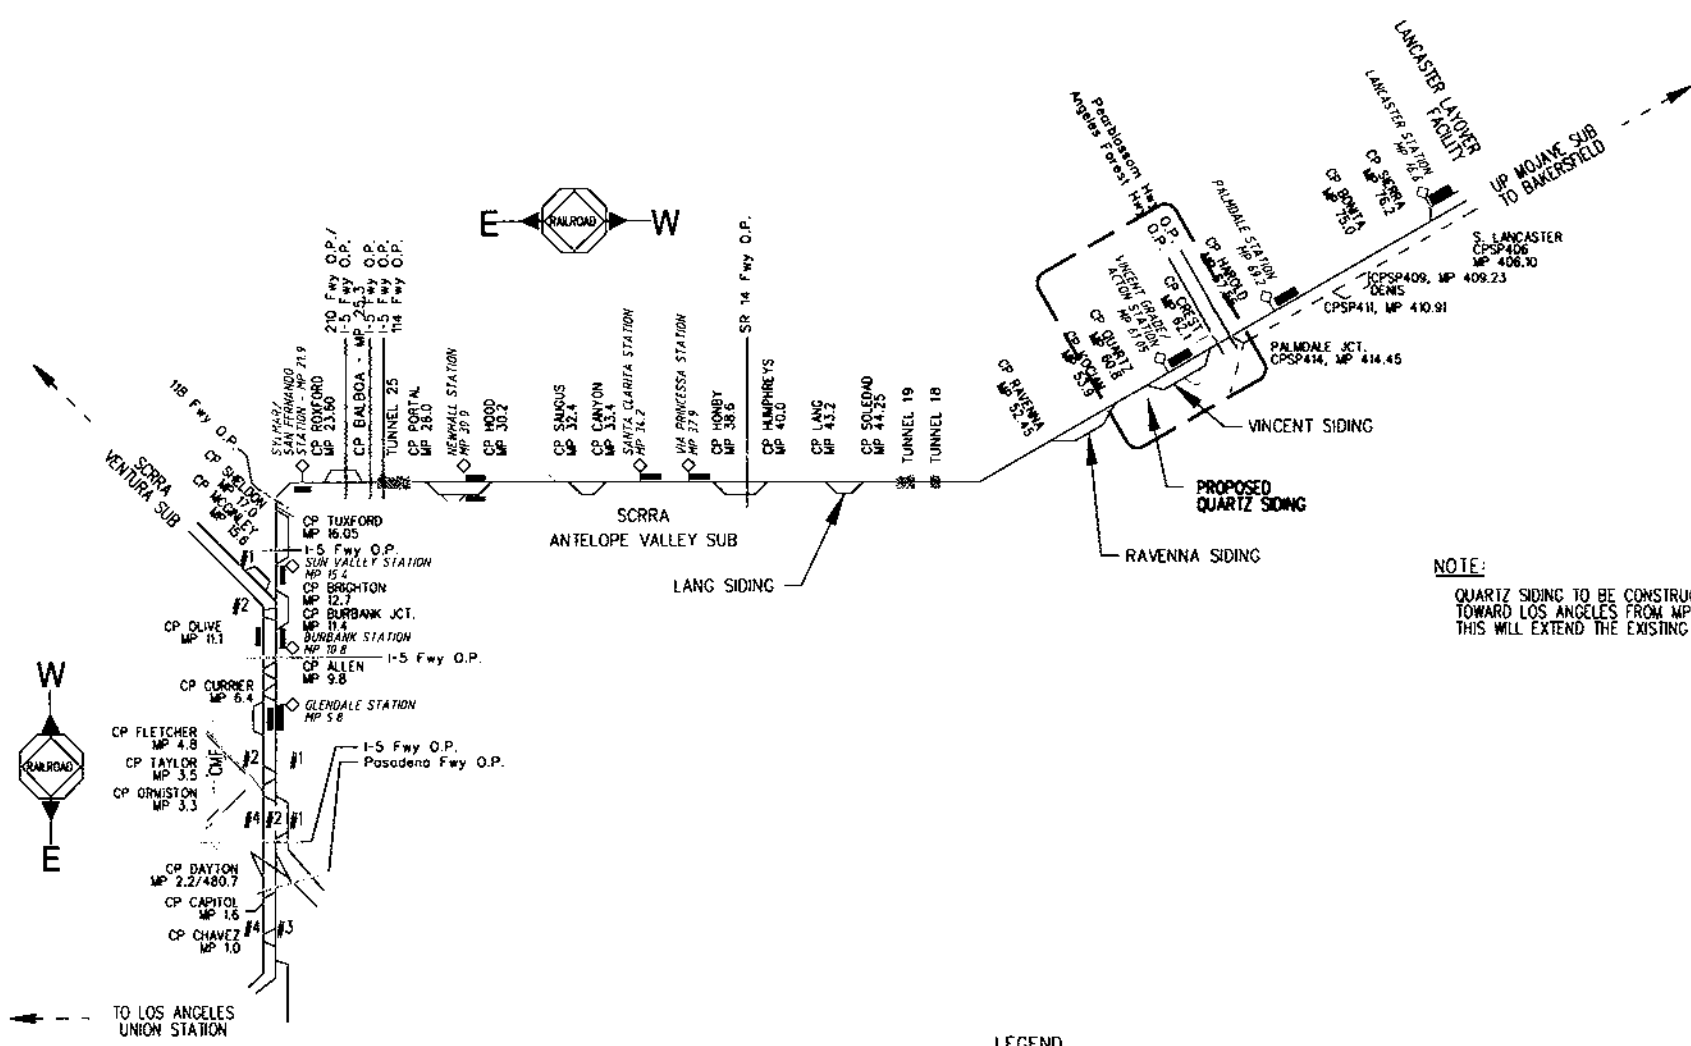 LANCASTER LAYOVER
FACILITY
LANCASTER STATION
MP 76.6
CP SIERRA
MP 76.2
CP BONITA
MP 75.0
UP MOJAVE SUB
TO BAKERSFIELD
S. LANCASTER
CPSP406
MP 406.10
CPSP409, MP 409.23
DENIS
CPSP411, MP 410.91
PALMDALE JCT.
CPSP414, MP 414.45
Pearblossom Hwy O.P.
Angeles Forest Hwy O.P.
PALMDALE STATION
MP 69.2
CP HAROLD
CP CREST
MP 62.1
VINCENT GRADE/
ACTON STATION
MP 61.05
CP QUARTZ
MP 60.8
CP KOCIAN
MP 53.9
CP RAVENNA
MP 52.45
VINCENT SIDING
PROPOSED
QUARTZ SIDING
RAVENNA SIDING
E
RAILROAD
W
118 Fwy O.P.
SYLMAR/
SAN FERNANDO
STATION - MP 21.9
CP ROXFORD
MP 23.60
210 Fwy O.P./
I-5 Fwy O.P.
CP BALBOA - MP 25.3
I-5 Fwy O.P.
I-5 Fwy O.P.
114 Fwy O.P.
TUNNEL 25
CP PORTAL
MP 28.0
NEWHALL STATION
MP 30.9
CP HOOD
MP 30.2
CP SAUGUS
MP 32.4
CP CANYON
MP 33.4
SANTA CLARITA STATION
MP 34.2
VIA PRINCESSA STATION
MP 37.9
CP HONBY
MP 38.6
SR 14 Fwy O.P.
CP HUMPHREYS
MP 40.0
CP LANG
MP 43.2
CP SOLEDAD
MP 44.25
TUNNEL 19
TUNNEL 18
SCRRA
ANTELOPE VALLEY SUB
LANG SIDING
NOTE:
QUARTZ SIDING TO BE
TOWARD LOS ANGELES FROM MP
THIS WILL EXTEND THE EXISTING
SCRRA
VENTURA SUB
CP SHELDON
MP 17.0
CP MCGINLEY
MP 15.6
CP TUXFORD
MP 16.05
I-5 Fwy O.P.
SUN VALLEY STATION
MP 15.4
CP BRIGHTON
MP 12.7
CP BURBANK JCT.
MP 11.4
BURBANK STATION
MP 10.8
I-5 Fwy O.P.
CP ALLEN
MP 9.8
#1
#2
CP OLIVE
MP 11.1
CP CURRIER
MP 6.4
GLENDALE STATION
MP 5.8
W
RAILROAD
E
CP FLETCHER
MP 4.8
CP TAYLOR
MP 3.5
CP ORMISTON
MP 3.3
CMF
#2
#1
I-5 Fwy O.P.
Pasadena Fwy O.P.
#4
#2
#1
CP DAYTON
MP 2.2/480.7
CP CAPITOL
MP 1.6
CP CHAVEZ
MP 1.0
#4
#3
TO LOS ANGELES
UNION STATION
LEGEND